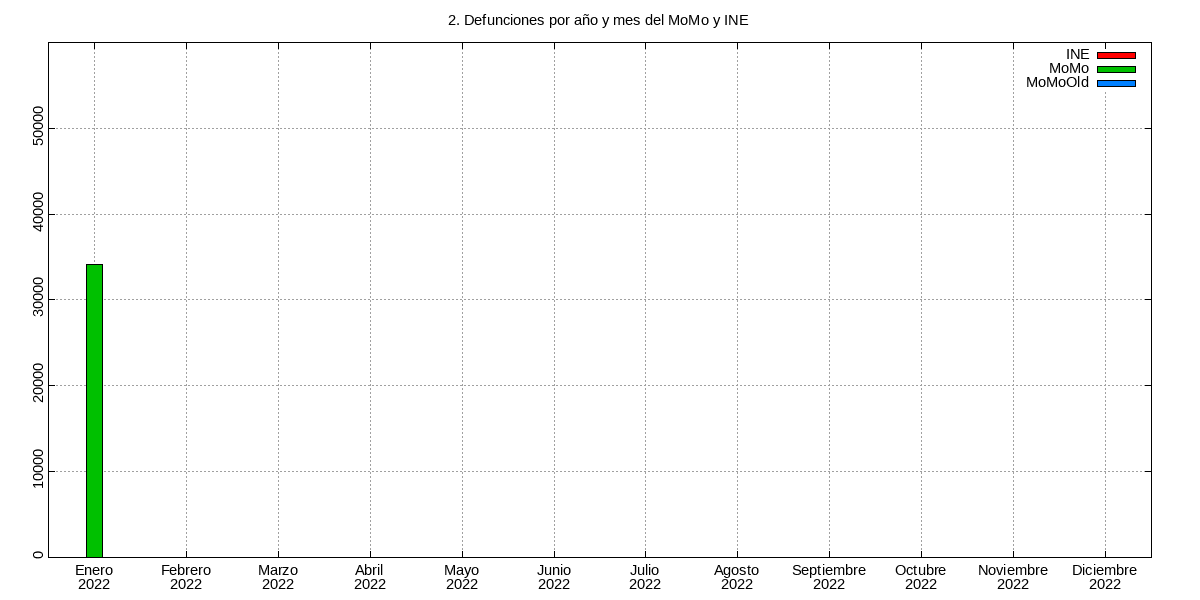 2. Defunciones por año y mes del MoMo y INE
INE
MoMo
MoMoOld
50000
40000
30000
20000
10000
0
Enero Febrero Marzo Abril Mayo Junio Julio Agosto Septiembre Octubre Noviembre Diciembre
2022 2022 2022 2022 2022 2022 2022 2022 2022 2022 2022 2022